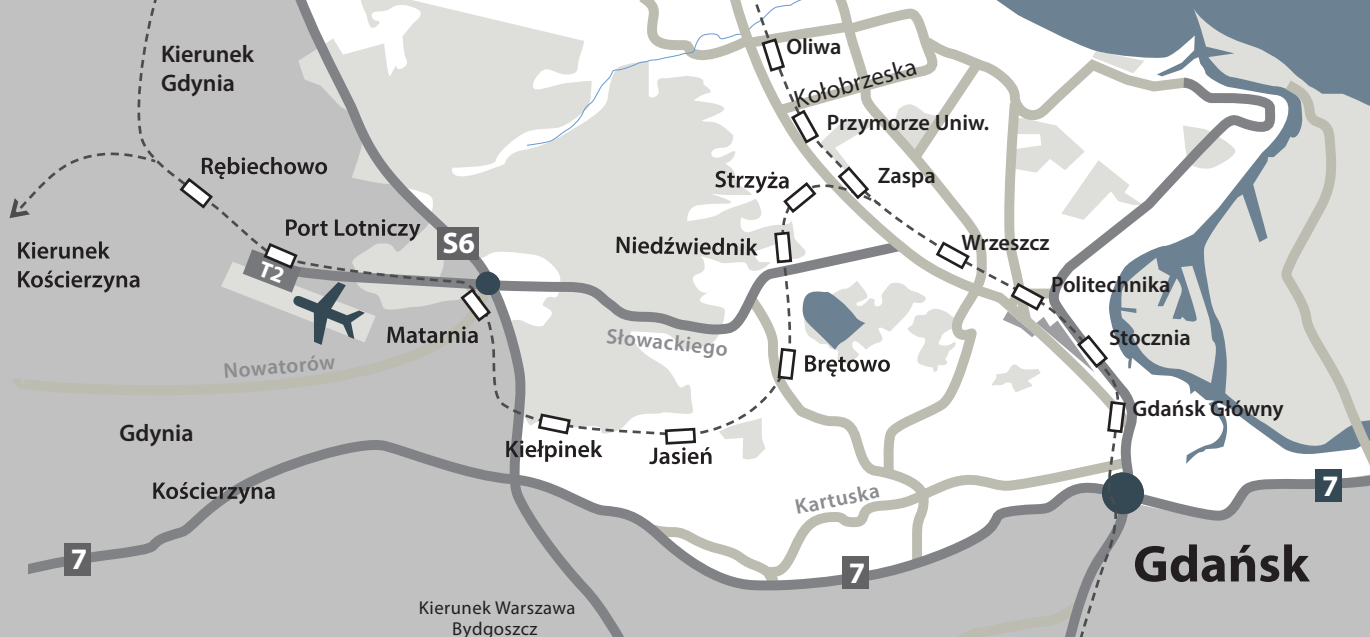 Kierunek
Gdynia
Oliwa
Kołobrzeska
Przymorze Uniw.
Rębiechowo
Strzyża
Zaspa
Port Lotniczy
S6
Niedźwiednik
Wrzeszcz
Kierunek
Kościerzyna
T2
Politechnika
Matarnia
Słowackiego
Stocznia
Nowatorów
Brętowo
Gdańsk Główny
Gdynia
Kiełpinek
Jasień
Kościerzyna
Kartuska
7
7
7
Gdańsk
Kierunek Warszawa
Bydgoszcz